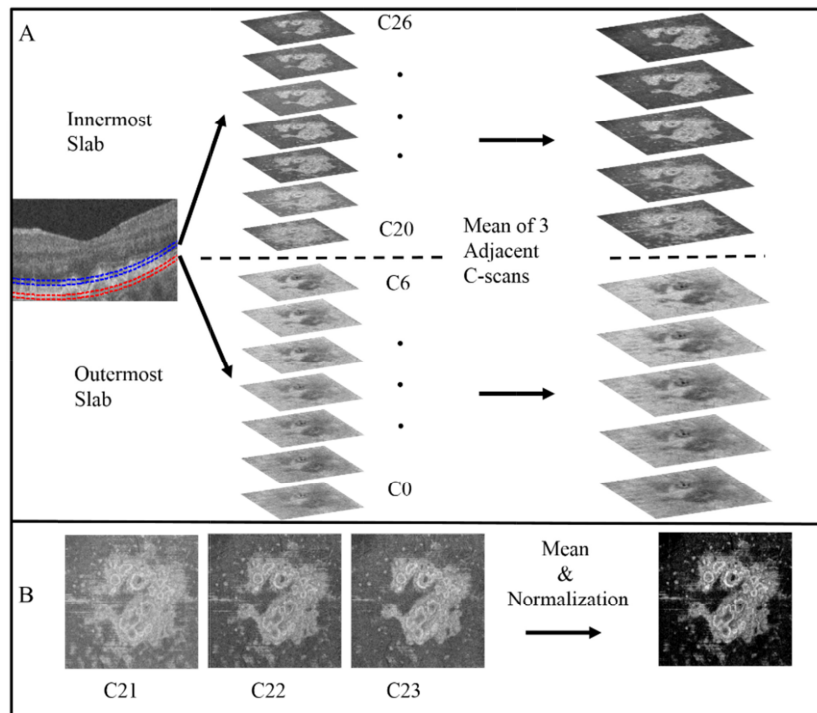 A
C26
Innermost
Slab
C20
Mean of 3
Adjacent
C-scans
C6
Outermost
Slab
C0
B
Mean
&
Normalization
C21
C22
C23